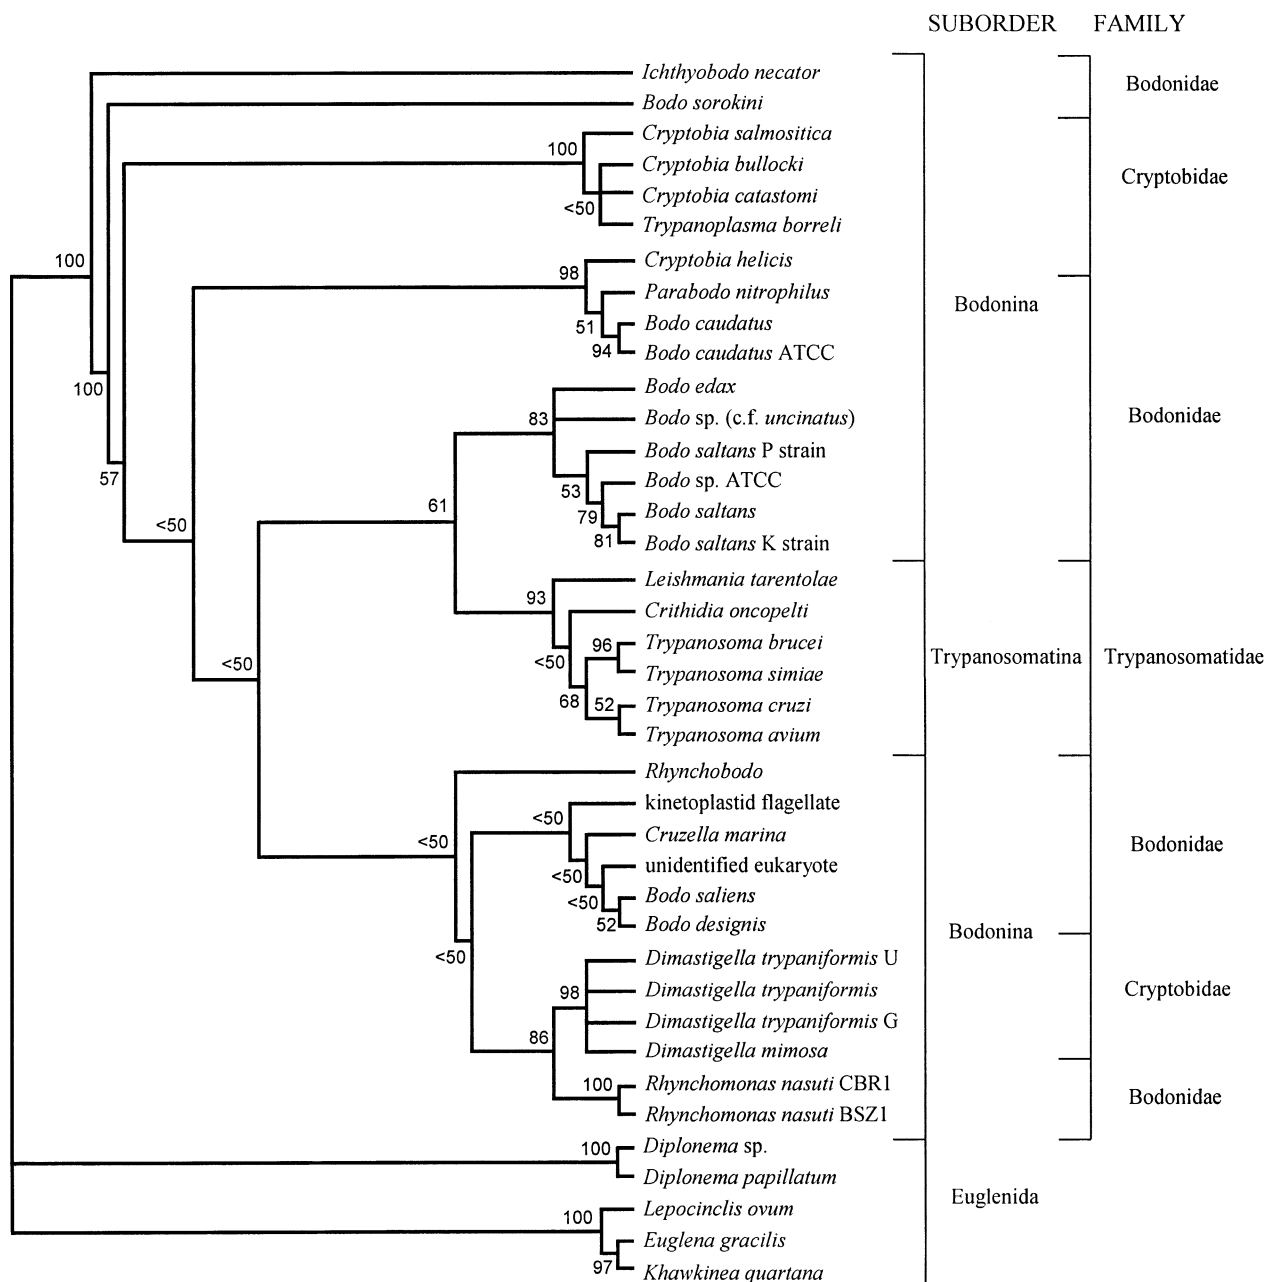 SUBORDER FAMILY
Ichthyobodo necator
Bodonidae
Bodo sorokini
Cryptobia salmositica
100
Cryptobia bullocki
Cryptobidae
Cryptobia catastomi
<50
Trypanoplasma borreli
100
Cryptobia helicis
98
Parabodo nitrophilus
Bodonina
Bodo caudatus
51
Bodo caudatus ATCC
94
100
Bodo edax
Bodo sp. (c.f. uncinatus)
83
Bodonidae
Bodo saltans P strain
57
Bodo sp. ATCC
53
61
Bodo saltans
79
<50
Bodo saltans K strain
81
Leishmania tarentolae
93
Crithidia oncopelti
Trypanosoma brucei
96
<50
<50
Trypanosomatina
Trypanosomatidae
Trypanosoma simiae
68
52
Trypanosoma cruzi
Trypanosoma avium
Rhynchobodo
kinetoplastid flagellate
<50
Cruzella marina
<50
Bodonidae
unidentified eukaryote
<50
Bodo saliens
<50
Bodo designis
52
Bodonina
<50
Dimastigella trypaniformis U
98
Dimastigella trypaniformis
Cryptobidae
Dimastigella trypaniformis G
86
Dimastigella mimosa
100
Rhynchomonas nasuti CBR1
Bodonidae
Rhynchomonas nasuti BSZ1
100
Diplonema sp.
Diplonema papillatum
Euglenida
Lepocinclis ovum
100
Euglena gracilis
97
Khawkinea quartana